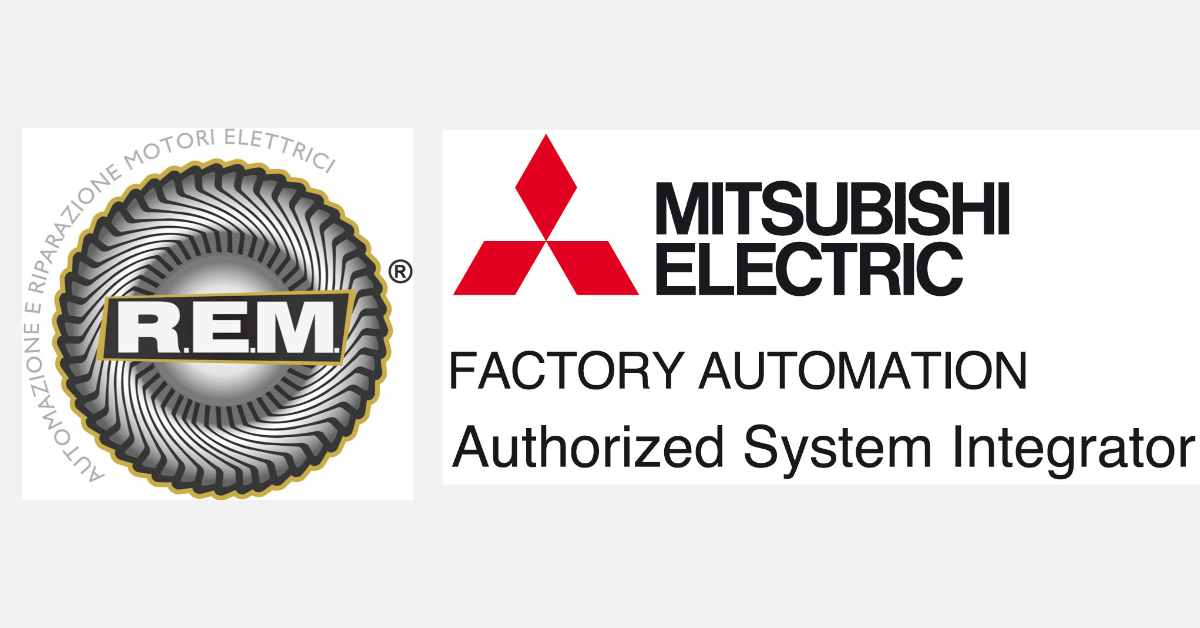 AUTOMAZIONE E RIPARAZIONE MOTORI ELETTRICI
R.E.M.
®
MITSUBISHI
ELECTRIC
FACTORY AUTOMATION
Authorized System Integrator